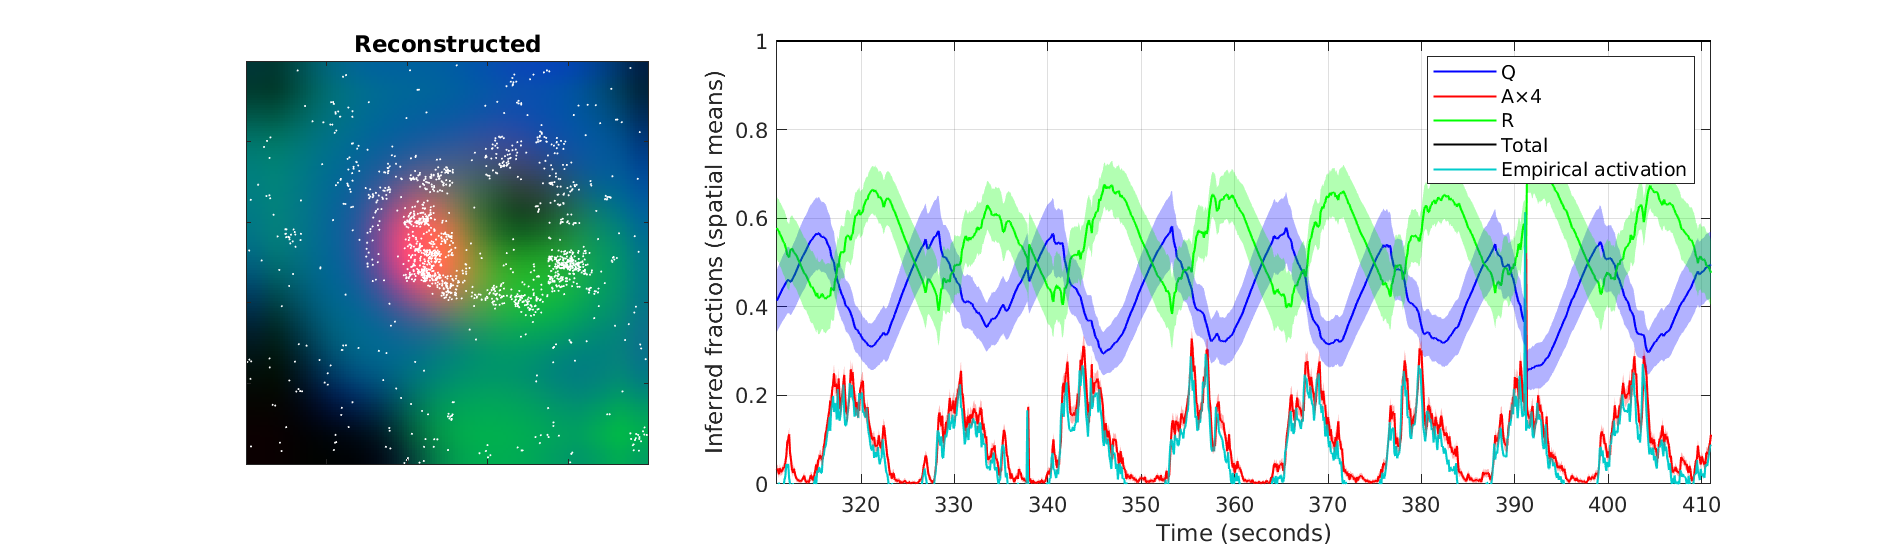 Reconstructed
Inferred fractions (spatial means)
1
0.8
0.6
0.4
0.2
0
Q
A×4
R
Total
Empirical activation
320 330 340 350 360 370 380 390 400 410
Time (seconds)